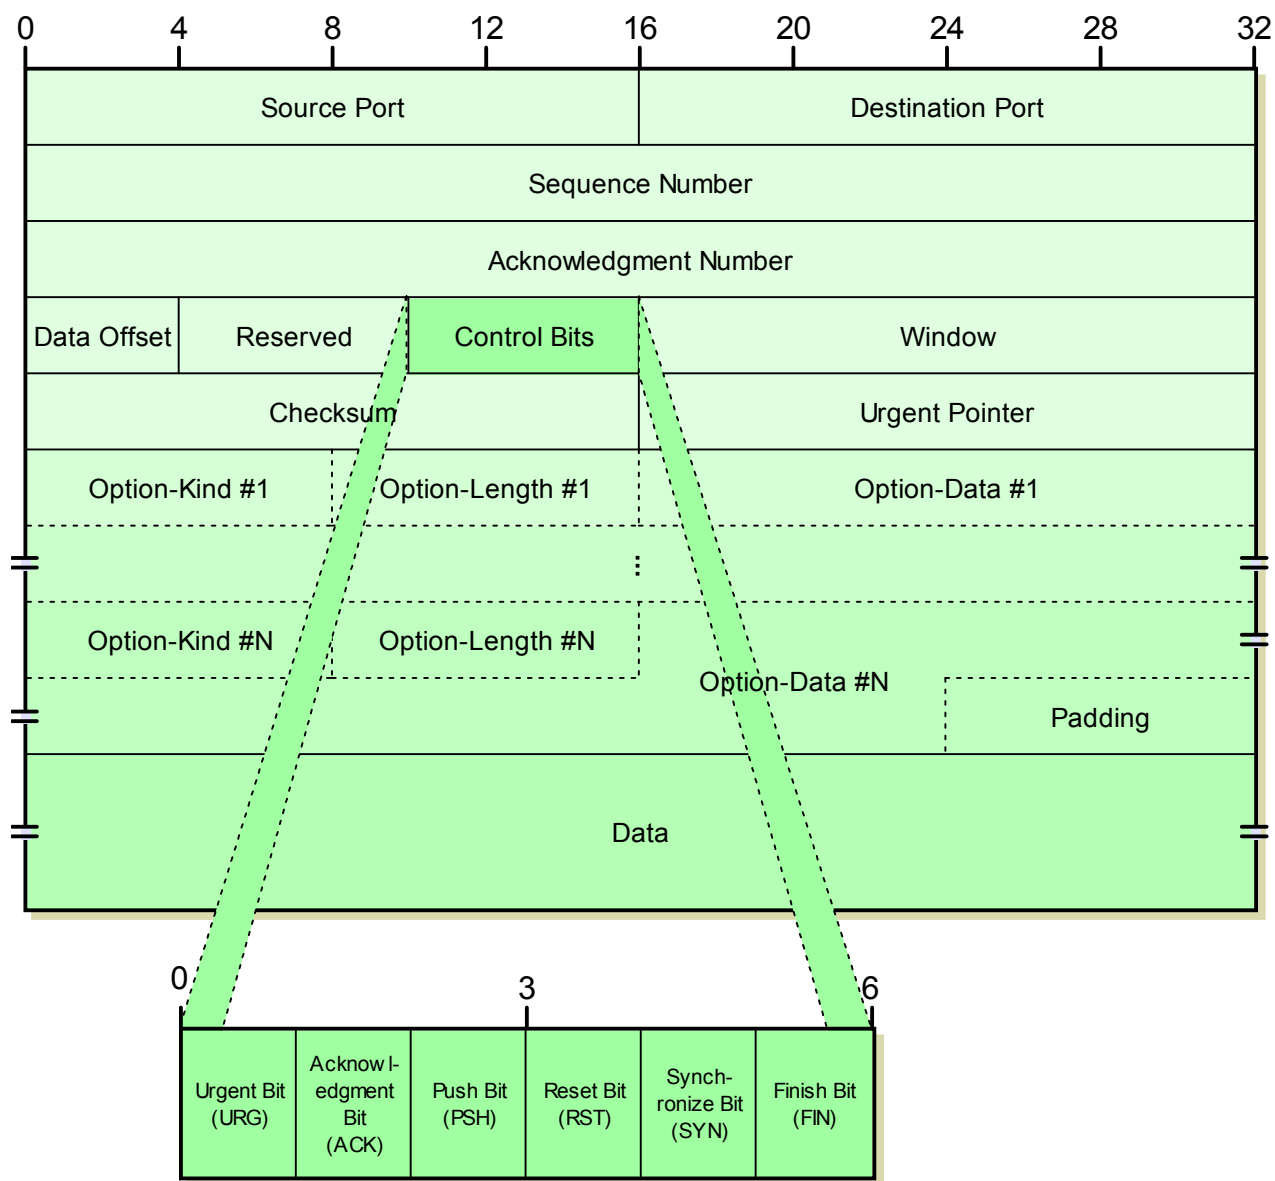 0 4 8 12 16 20 24 28 32
Source Port Destination Port
Sequence Number
Acknowledgment Number
Data Offset Reserved Control Bits Window
Checksum Urgent Pointer
Option-Kind #1 Option-Length #1 Option-Data #1
...
Option-Kind #N Option-Length #N
Option-Data #N
Padding
Data
0 3 6
Urgent Bit
(URG)
Acknowl-
edgment
Bit
(ACK)
Push Bit
(PSH)
Reset Bit
(RST)
Synch-
ronize Bit
(SYN)
Finish Bit
(FIN)